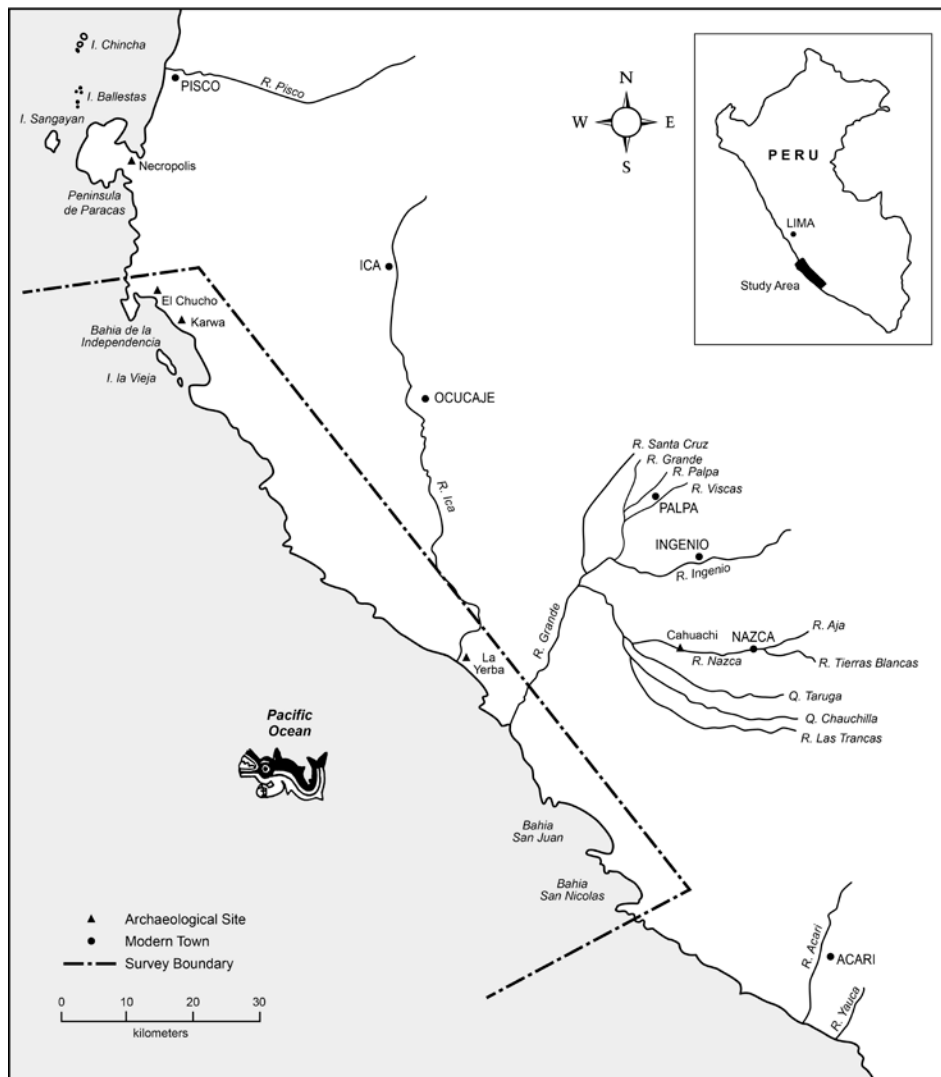 I. Chincha
PISCO
R. Pisco
I. Ballestas
I. Sangayan
Necropolis
Peninsula
de Paracas
N
W
E
S
PERU
LIMA
Study Area
ICA
El Chucho
Karwa
Bahia de la
Independencia
I. la Vieja
OCUCAJE
R. Ica
R. Santa Cruz
R. Grande
R. Palpa
R. Viscas
PALPA
INGENIO
R. Ingenio
R. Grande
Cahuachi
NAZCA
R. Aja
R. Nazca
R. Tierras Blancas
La
Yerba
Q. Taruga
Q. Chauchilla
R. Las Trancas
Pacific
Ocean
Bahia
San Juan
Bahia
San Nicolas
R. Acari
ACARI
R. Yauca
Archaeological Site
Modern Town
Survey Boundary
0 10 20 30
kilometers